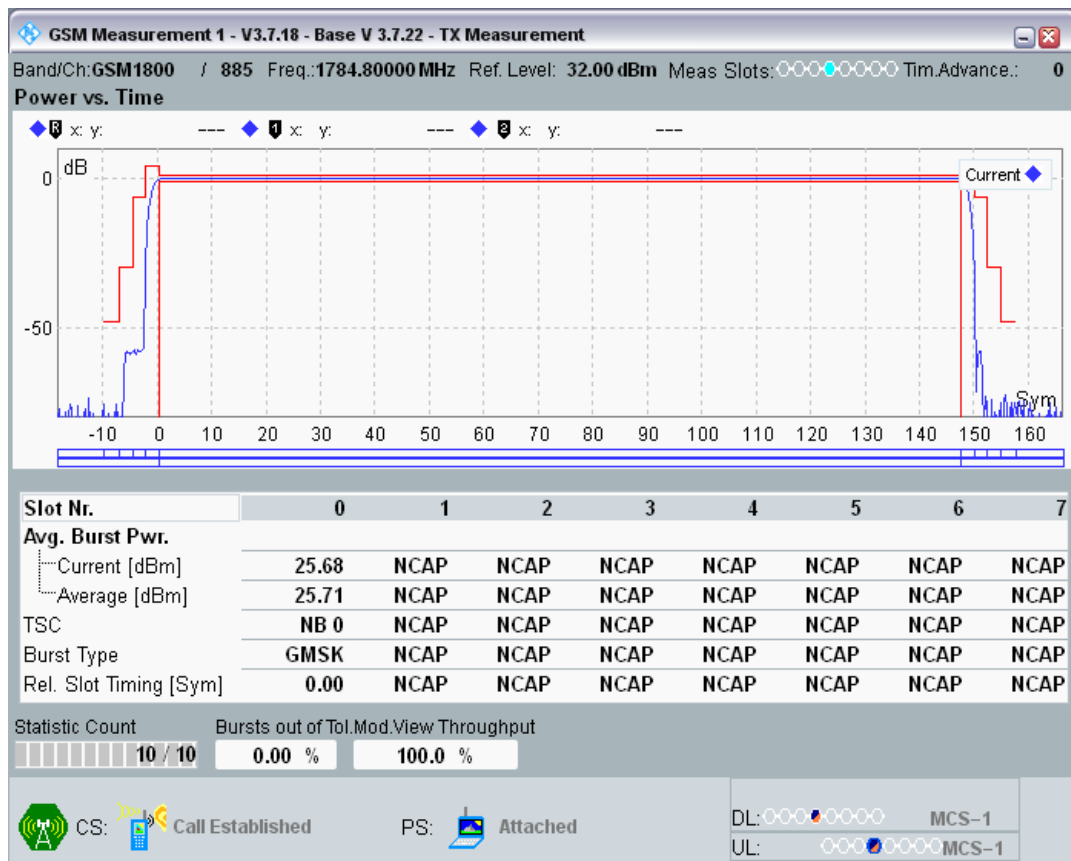 GSM Measurement 1 - V3.7.18 - Base V 3.7.22 - TX Measurement
Band/Ch:GSM1800 / 885 Freq.:1784.80000 MHz Ref. Level: 32.00 dBm Meas Slots: Tim.Advance.: 0
Power vs. Time
R x: y: --- 1 x: y: --- 2 x: y: ---
dB
Current
0
-50
Sym
-10 0 10 20 30 40 50 60 70 80 90 100 110 120 130 140 150 160
Slot Nr. 0 1 2 3 4 5 6 7
Avg. Burst Pwr.
Current [dBm] 25.68 NCAP NCAP NCAP NCAP NCAP NCAP NCAP
Average [dBm] 25.71 NCAP NCAP NCAP NCAP NCAP NCAP NCAP
TSC NB 0 NCAP NCAP NCAP NCAP NCAP NCAP NCAP
Burst Type GMSK NCAP NCAP NCAP NCAP NCAP NCAP NCAP
Rel. Slot Timing [Sym] 0.00 NCAP NCAP NCAP NCAP NCAP NCAP NCAP
Statistic Count Bursts out of Tol.Mod.View Throughput
10 / 10 0.00 % 100.0 %
CS: Call Established PS: Attached
DL: MCS-1
UL: MCS-1